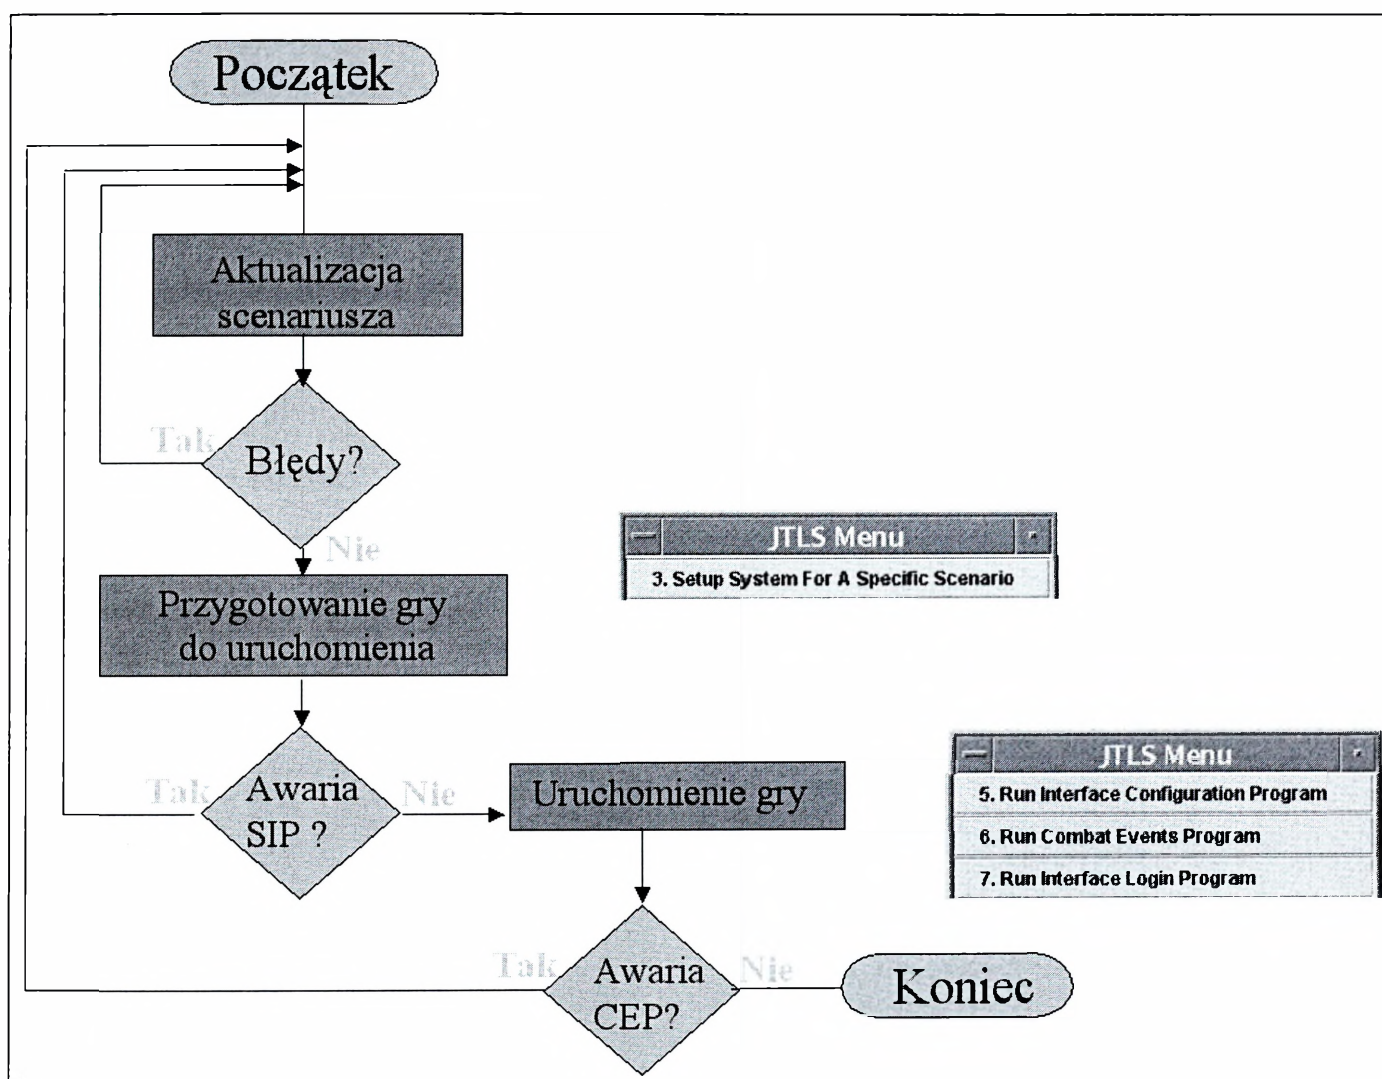 Początek
Aktualizacja
scenariusza
Tak
Błędy?
Nie
JTLS Menu
3. Setup System For A Specific Scenario
Przygotowanie gry
do uruchomienia
Tak
Awaria
SIP ?
Nie
Uruchomienie gry
JTLS Menu
5. Run Interface Configuration Program
6. Run Combat Events Program
7. Run Interface Login Program
Tak
Awaria
CEP?
Nie
Koniec